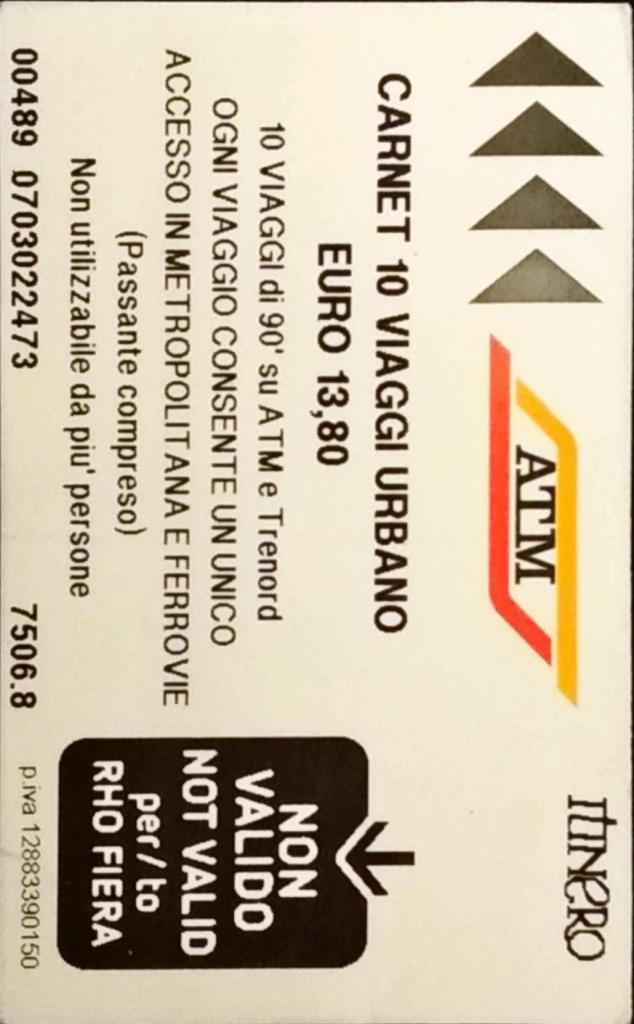 ATM
ITINERO
CARNET 10 VIAGGI URBANO
EURO 13,80
10 VIAGGI di 90' su ATM e Trenord
OGNI VIAGGIO CONSENTE UN UNICO
ACCESSO IN METROPOLITANA E FERROVIE
(Passante compreso)
Non utilizzabile da piu' persone
NON
VALIDO
NOT VALID
per/to
RHO FIERA
00489 0703022473 7506.8 p.iva 12883390150